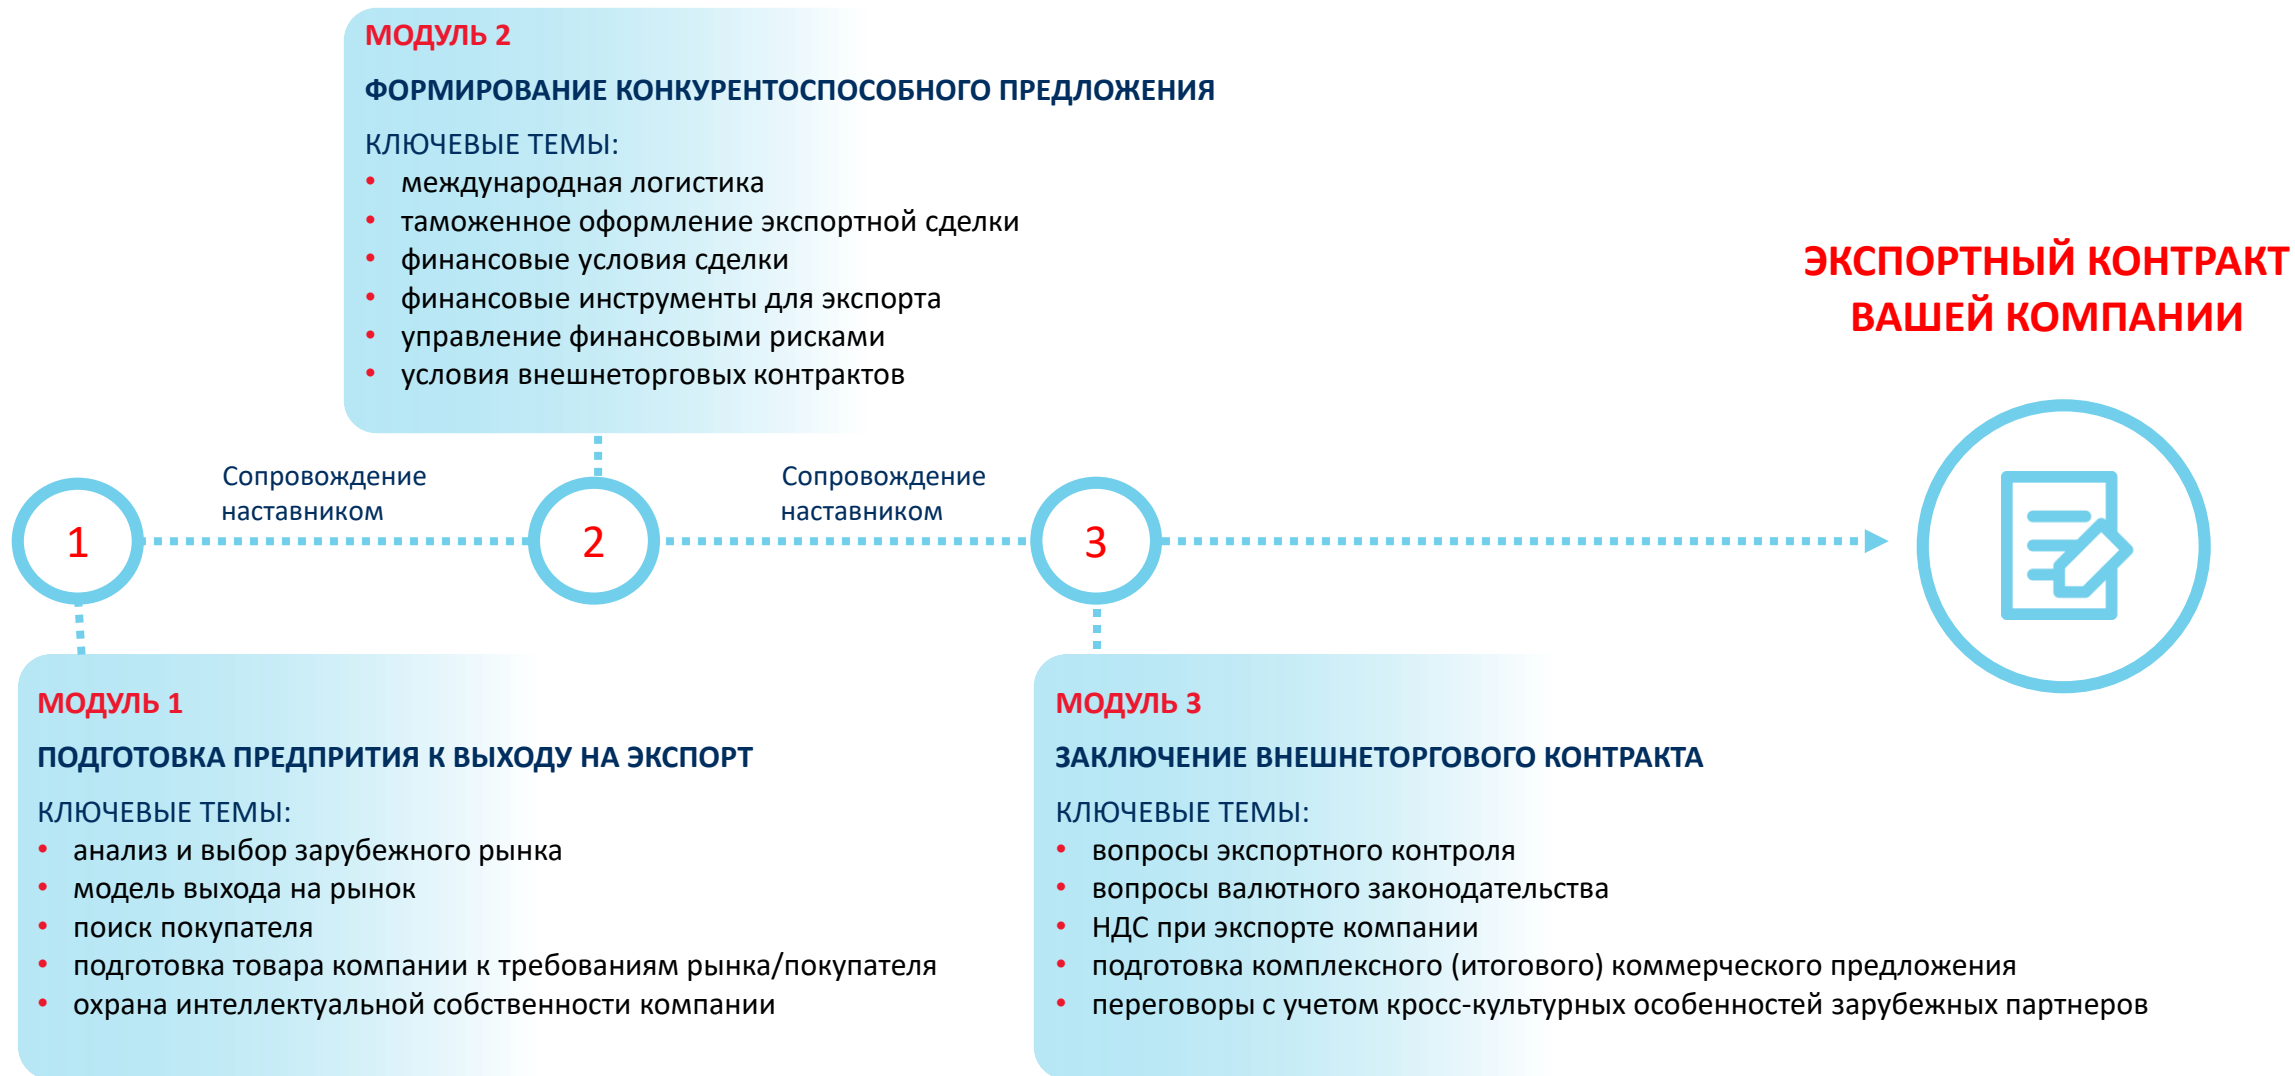 МОДУЛЬ 2
ФОРМИРОВАНИЕ КОНКУРЕНТОСПОСОБНОГО ПРЕДЛОЖЕНИЯ
КЛЮЧЕВЫЕ ТЕМЫ:
• международная логистика
• таможенное оформление экспортной сделки
• финансовые условия сделки
• финансовые инструменты для экспорта
• управление финансовыми рисками
• условия внешнеторговых контрактов
ЭКСПОРТНЫЙ КОНТРАКТ
ВАШЕЙ КОМПАНИИ
1
Сопровождение
наставником
2
Сопровождение
наставником
3
МОДУЛЬ 1
ПОДГОТОВКА ПРЕДПРИТИЯ К ВЫХОДУ НА ЭКСПОРТ
КЛЮЧЕВЫЕ ТЕМЫ:
• анализ и выбор зарубежного рынка
• модель выхода на рынок
• поиск покупателя
• подготовка товара компании к требованиям рынка/покупателя
• охрана интеллектуальной собственности компании
МОДУЛЬ 3
ЗАКЛЮЧЕНИЕ ВНЕШНЕТОРГОВОГО КОНТРАКТА
КЛЮЧЕВЫЕ ТЕМЫ:
• вопросы экспортного контроля
• вопросы валютного законодательства
• НДС при экспорте компании
• подготовка комплексного (итогового) коммерческого предложения
• переговоры с учетом кросс-культурных особенностей зарубежных партнеров